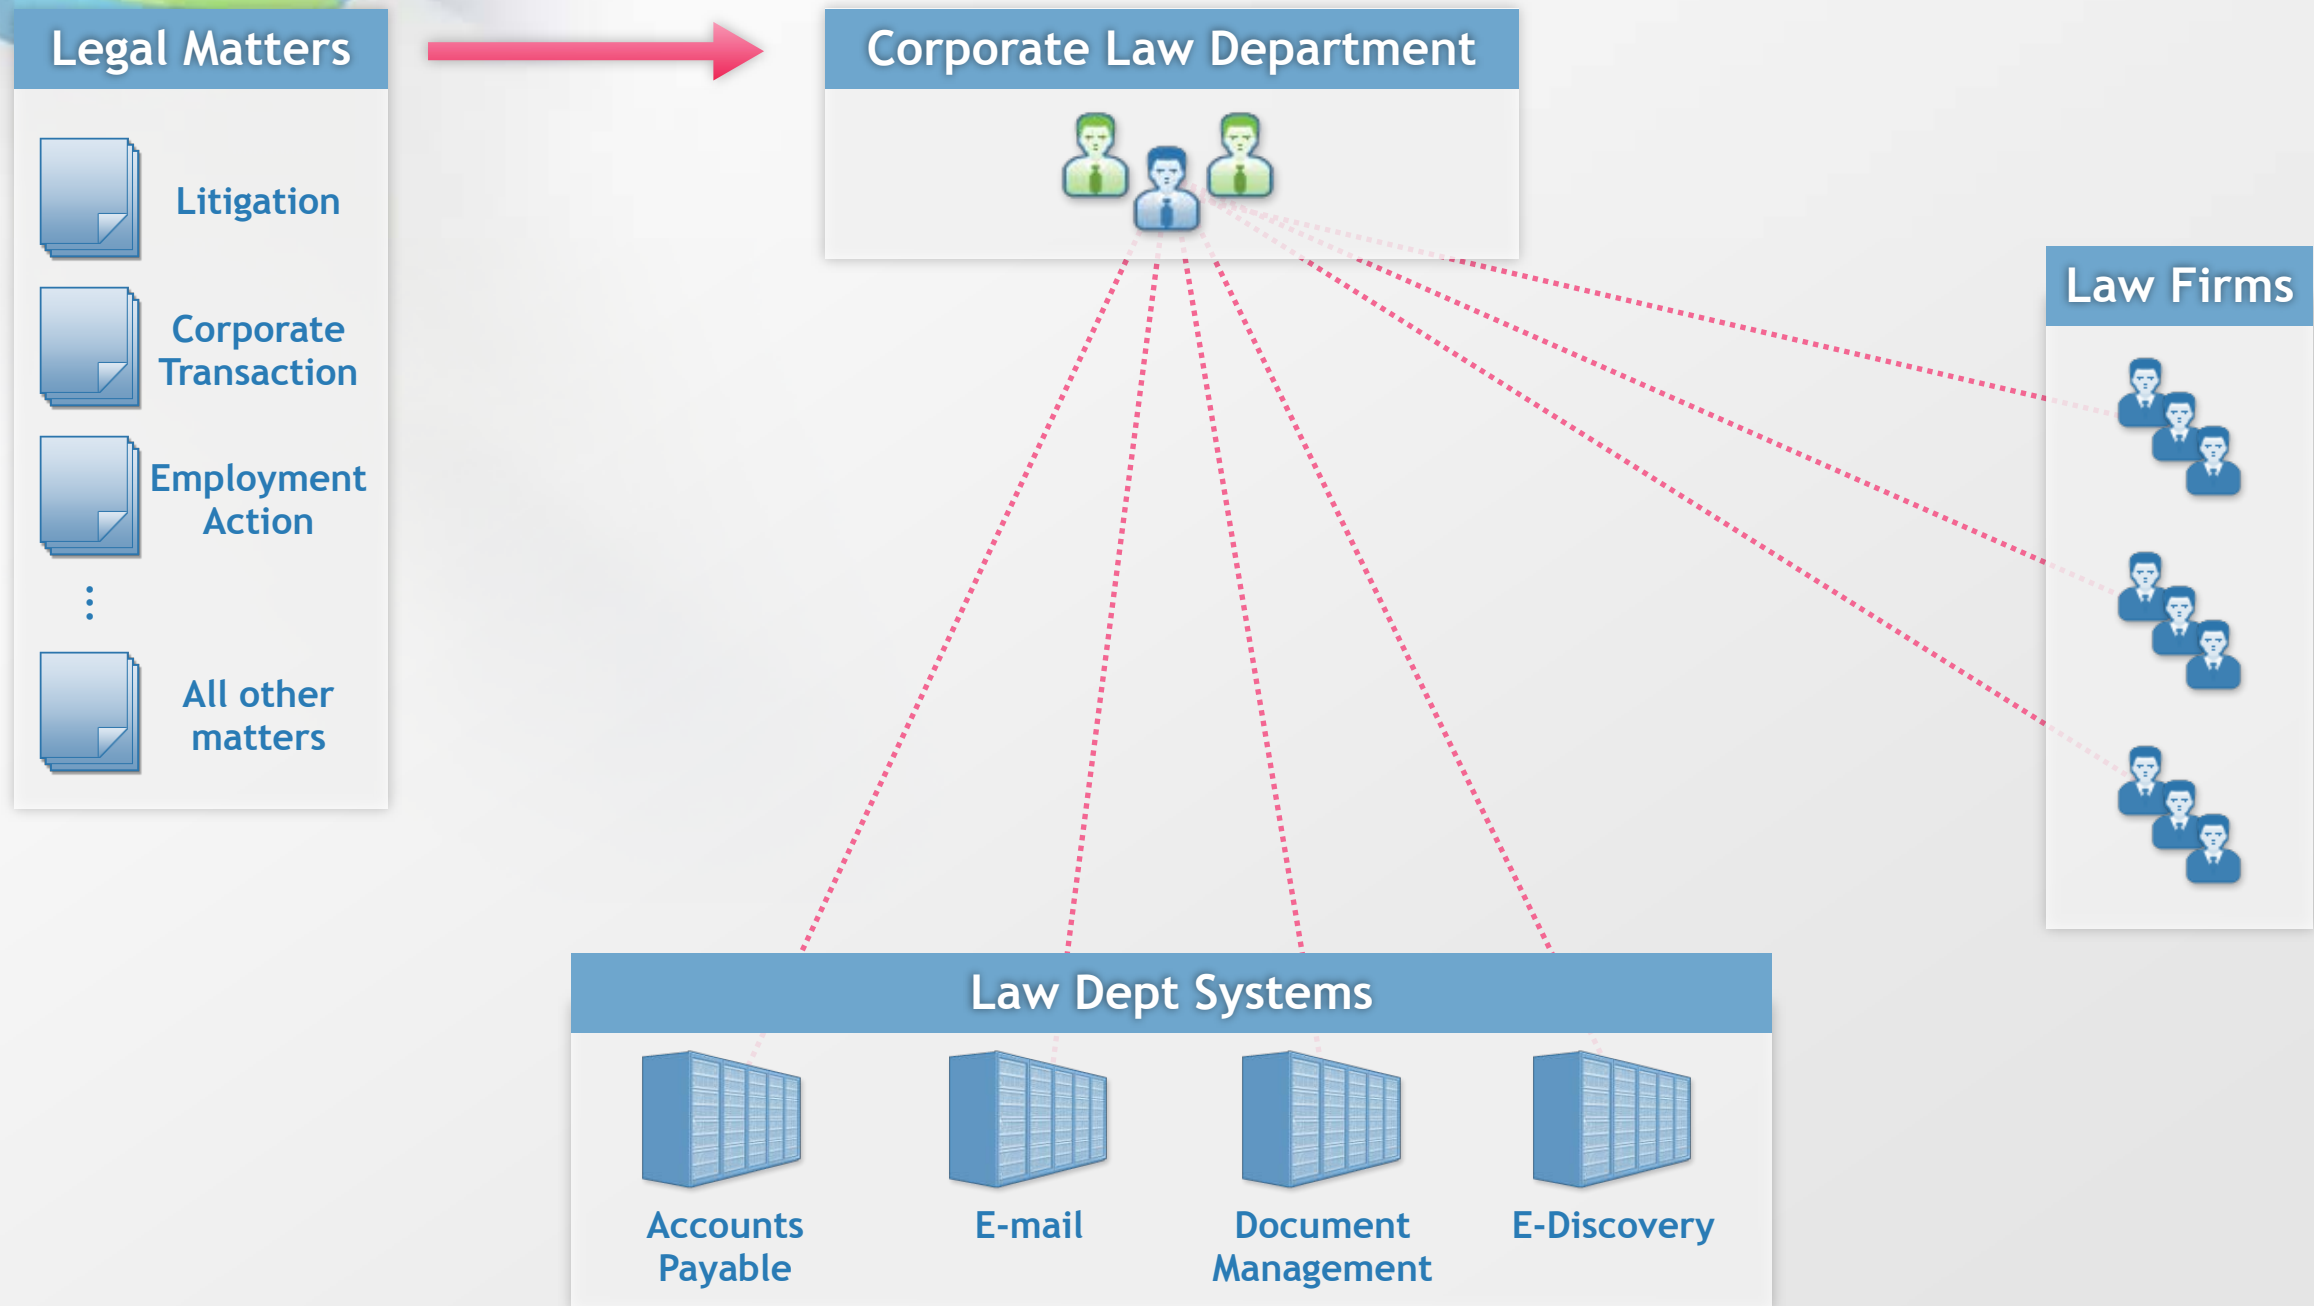 Legal Matters
Litigation
Corporate
Transaction
Employment
Action
All other
matters
Corporate Law Department
Law Firms
Law Dept Systems
Accounts
Payable
E-mail
Document
Management
E-Discovery